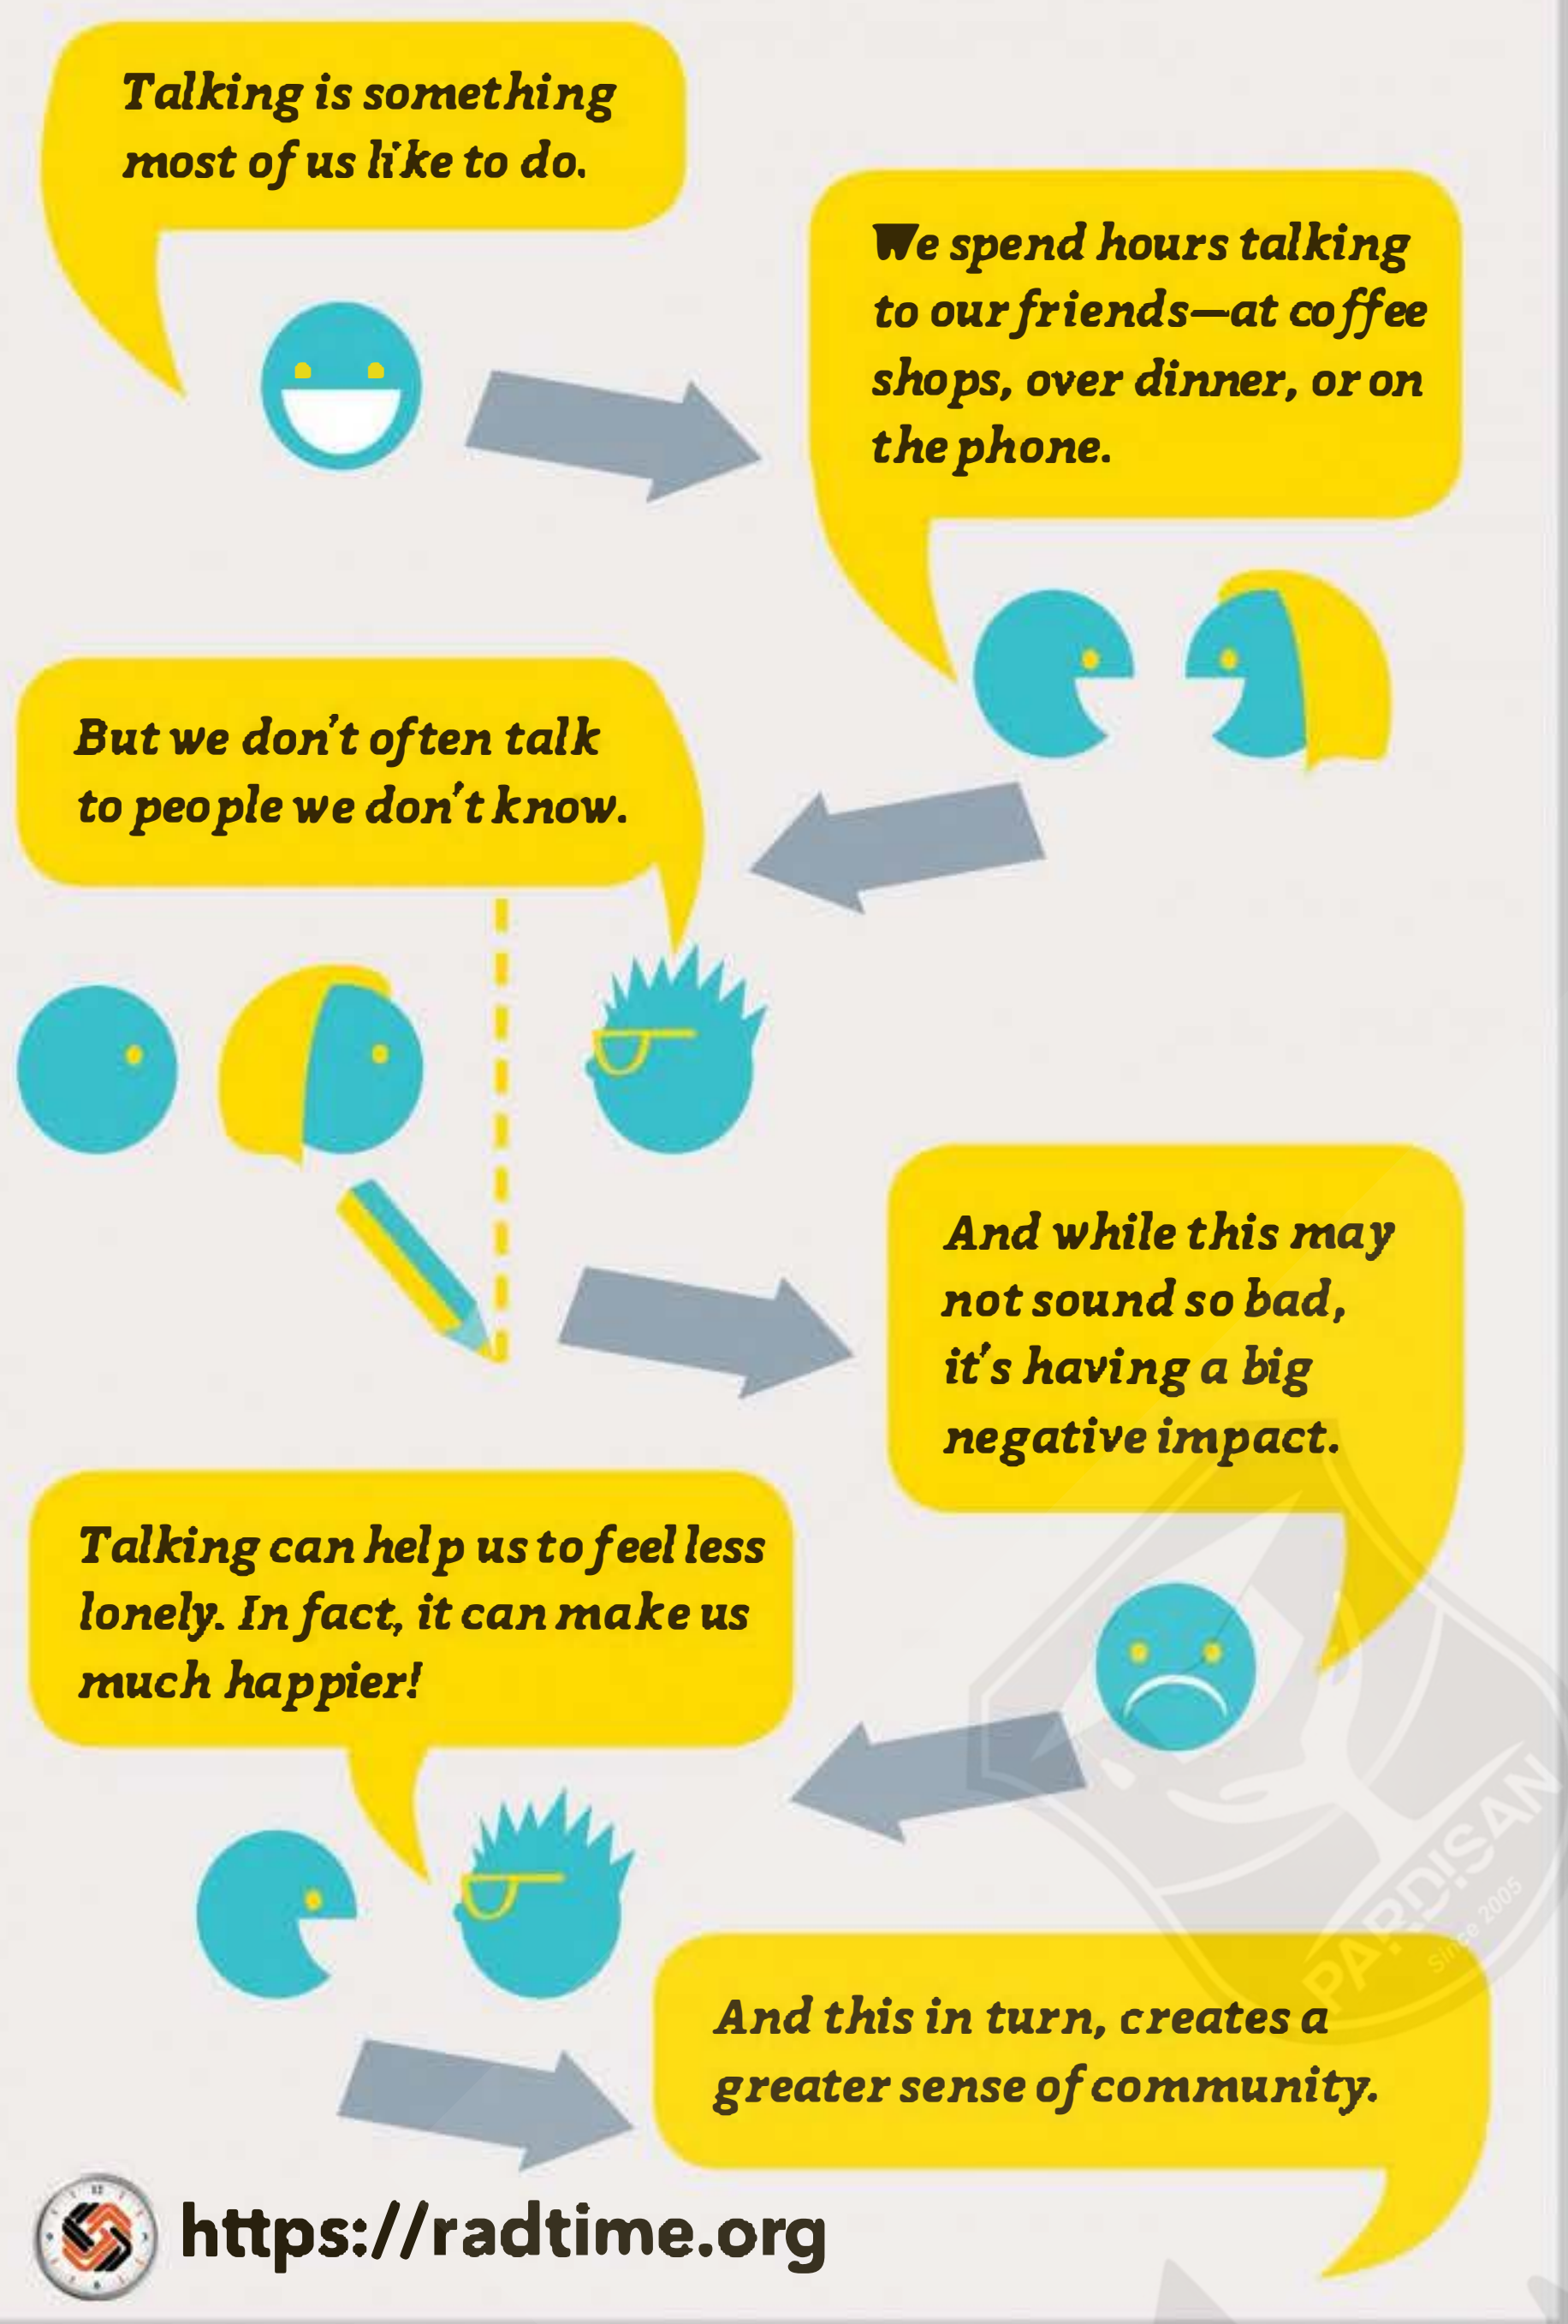 Talking is something
most of us like to do.
We spend hours talking
to our friends—at coffee
shops, over dinner, or on
the phone.
But we don't often talk
to people we don't know.
And while this may
not sound so bad,
it's having a big
negative impact.
Talking can help us to feel less
lonely. In fact, it can make us
much happier!
And this in turn, creates a
greater sense of community.
PARDISAN
Since 2005
https://radtime.org